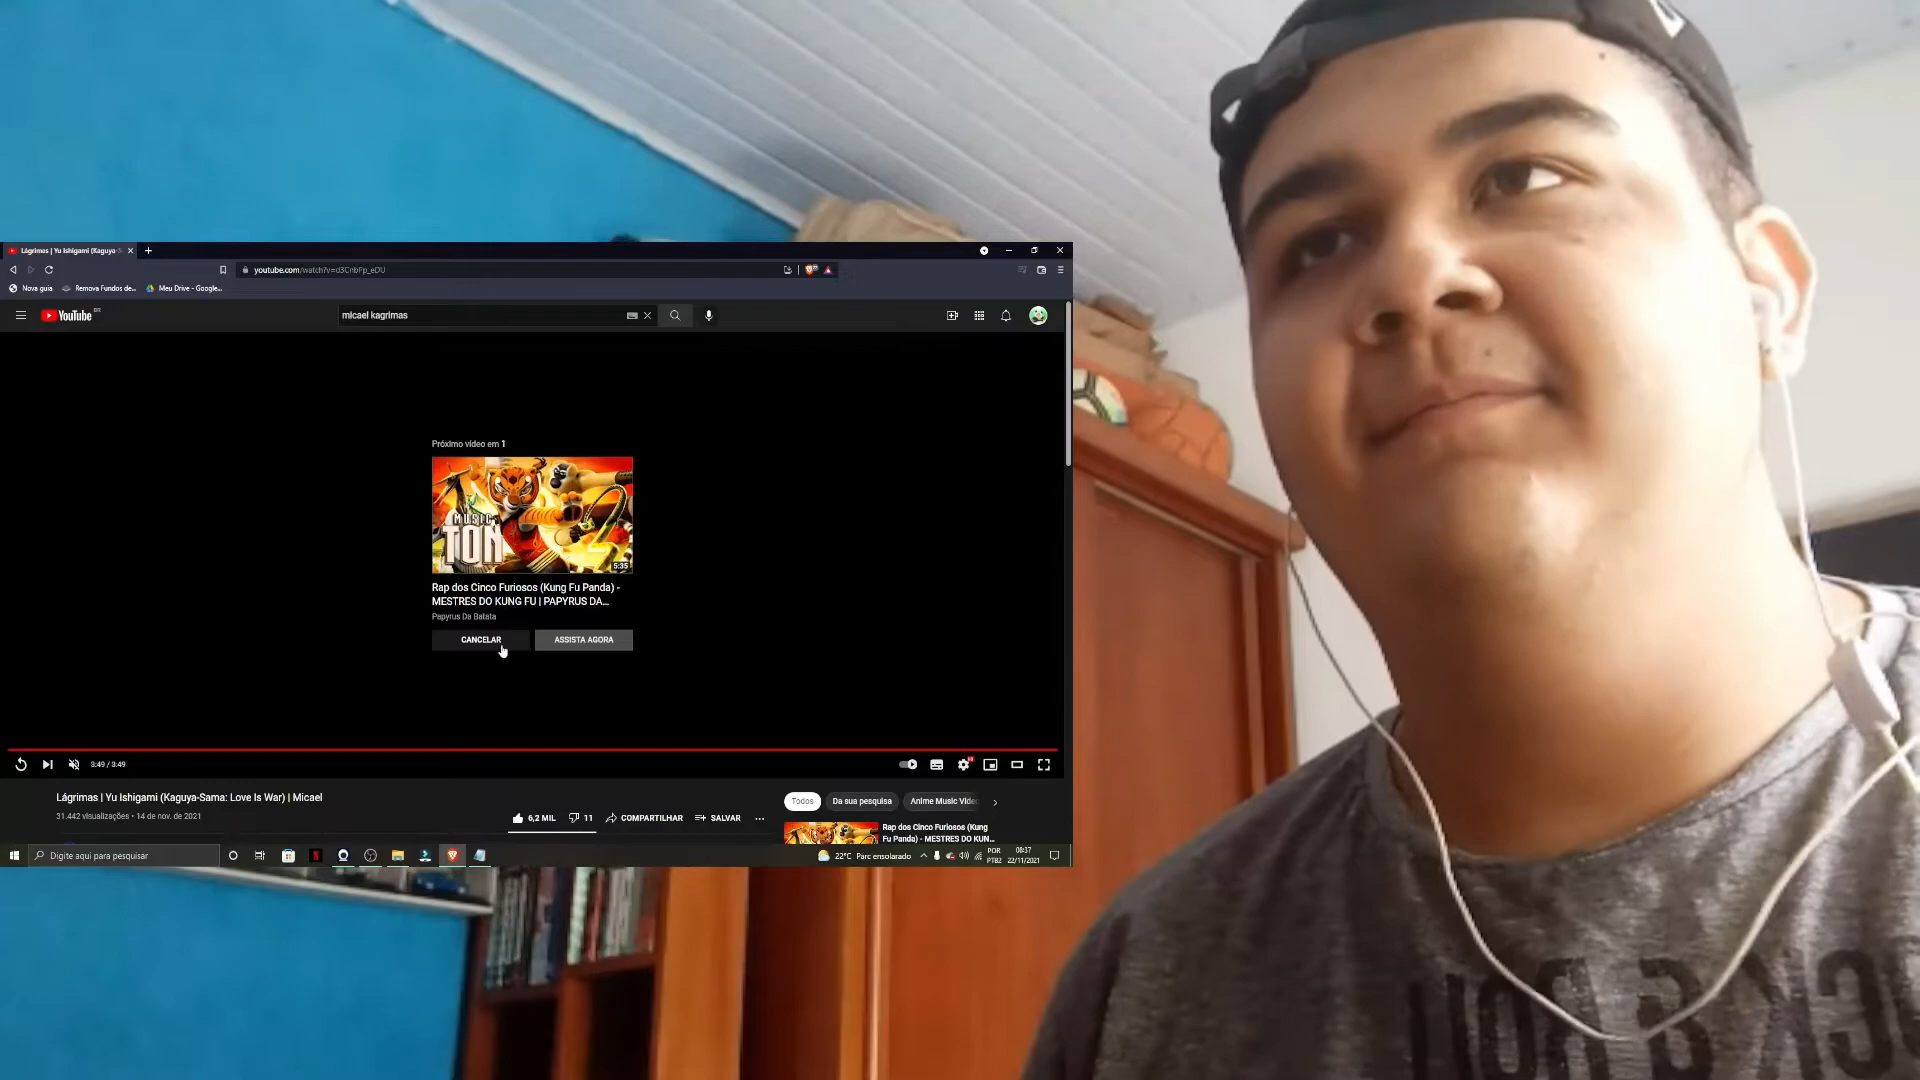 Lágrimas | Yu Ishigami (Kaguya-S
youtube.com/watch?v=d3CnbPp_eDU
Nova guia
Remova Fundos de...
Meu Drive - Google...
YouTube BR
micael kagrimas
Próximo vídeo em 1
MUSIC
TON
5:35
Rap dos Cinco Furiosos (Kung Fu Panda) -
MESTRES DO KUNG FU | PAPYRUS DA...
Papyrus Da Batata
CANCELAR
ASSISTA AGORA
3:49 / 3:49
Lágrimas | Yu Ishigami (Kaguya-Sama: Love Is War) | Micael
31.442 visualizações • 14 de nov. de 2021
6,2 MIL
11
COMPARTILHAR
SALVAR
Todos
Da sua pesquisa
Anime Music Vide
Rap dos Cinco Furiosos (Kung
Fu Panda) - MESTRES DO KUN...
Digite aqui para pesquisar
22°C Parc ensolarado
POR
PTB2
08:37
22/11/2021